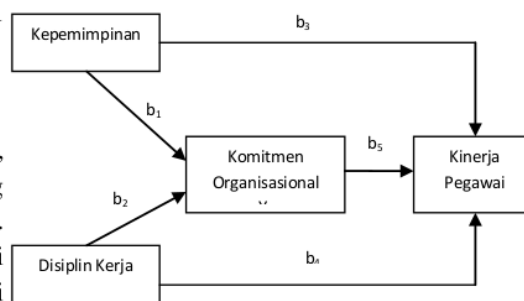 b₃
Kepemimpinan
b₁
b₅
Komitmen
Organisasional
Kinerja
Pegawai
b₂
Disiplin Kerja